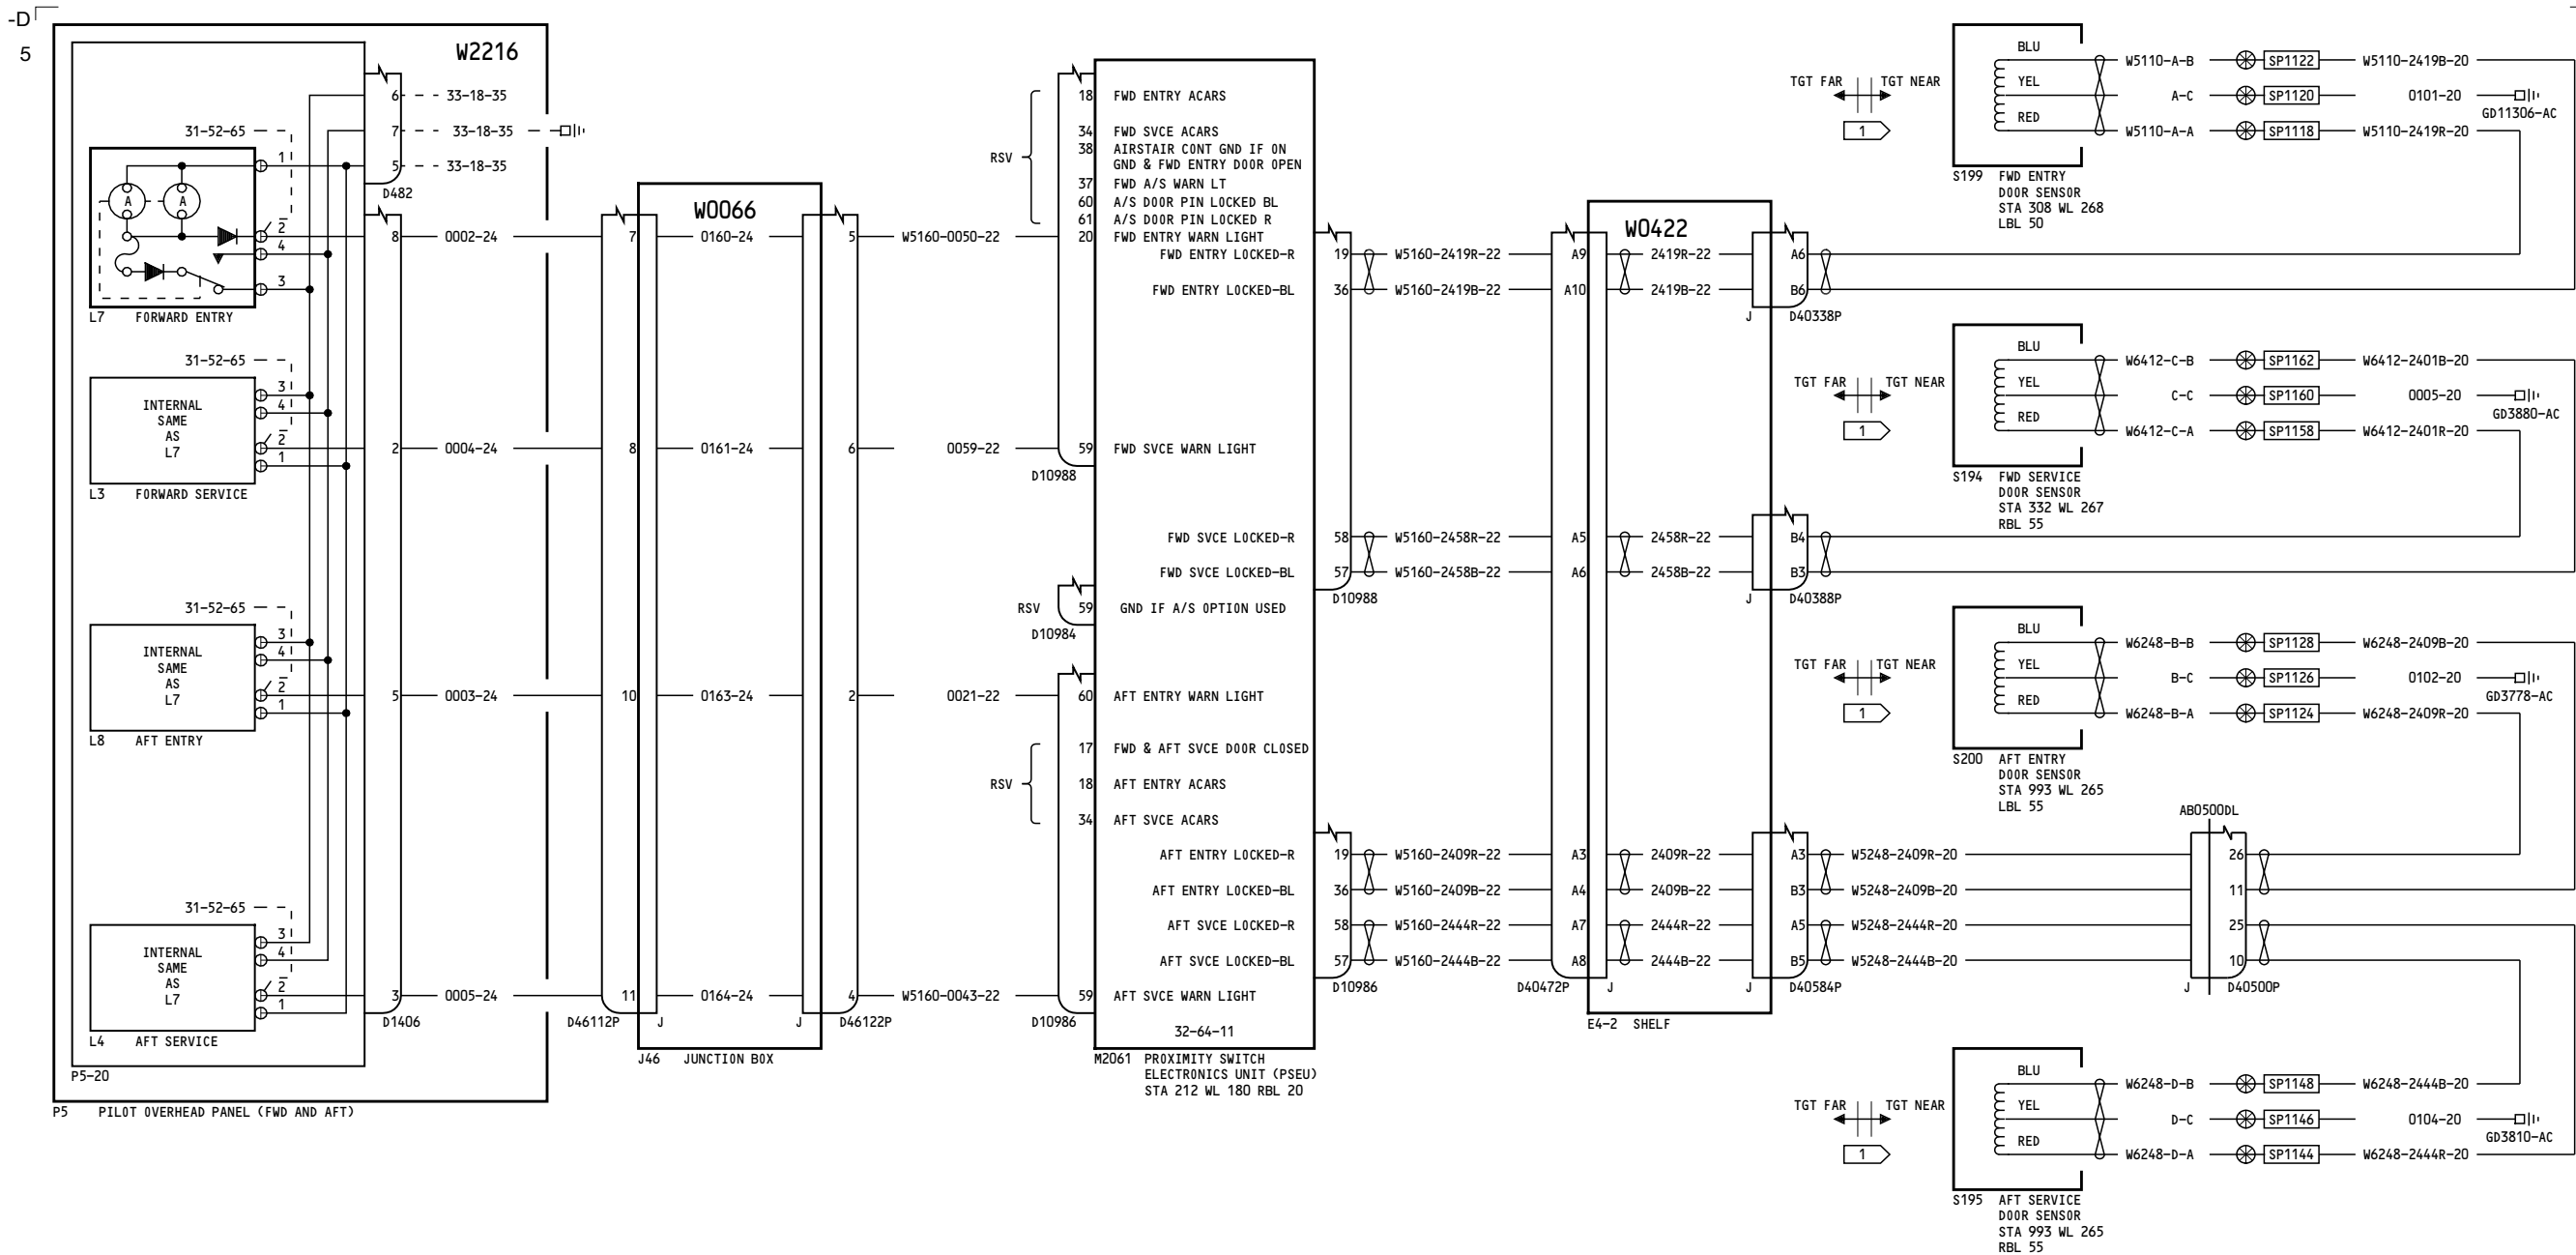 -D
5
W2216
6
33-18-35
7
33-18-35
5
33-18-35
D482
31-52-65
1
A
A
2
4
3
L7 FORWARD ENTRY
8
0002-24
31-52-65
3
4
2
1
INTERNAL
SAME
AS
L7
L3 FORWARD SERVICE
2
0004-24
31-52-65
3
4
2
1
INTERNAL
SAME
AS
L7
L8 AFT ENTRY
5
0003-24
31-52-65
3
4
2
1
INTERNAL
SAME
AS
L7
L4 AFT SERVICE
3
0005-24
D1406
P5-20
P5 PILOT OVERHEAD PANEL (FWD AND AFT)
W0066
7 0160-24 5
8 0161-24 6
10 0163-24 2
11 0164-24 4
D46112P J
J D46122P
J46 JUNCTION BOX
W5160-0050-22
0059-22
0021-22
W5160-0043-22
RSV
18 FWD ENTRY ACARS
34 FWD SVCE ACARS
38 AIRSTAIR CONT GND IF ON
GND & FWD ENTRY DOOR OPEN
37 FWD A/S WARN LT
60 A/S DOOR PIN LOCKED BL
61 A/S DOOR PIN LOCKED R
20 FWD ENTRY WARN LIGHT
FWD ENTRY LOCKED-R 19
FWD ENTRY LOCKED-BL 36
59 FWD SVCE WARN LIGHT
D10988
FWD SVCE LOCKED-R 58
FWD SVCE LOCKED-BL 57
D10988
RSV 59 GND IF A/S OPTION USED
D10984
60 AFT ENTRY WARN LIGHT
RSV
17 FWD & AFT SVCE DOOR CLOSED
18 AFT ENTRY ACARS
34 AFT SVCE ACARS
AFT ENTRY LOCKED-R 19
AFT ENTRY LOCKED-BL 36
AFT SVCE LOCKED-R 58
AFT SVCE LOCKED-BL 57
D10986
59 AFT SVCE WARN LIGHT
D10986
32-64-11
M2061 PROXIMITY SWITCH
ELECTRONICS UNIT (PSEU)
STA 212 WL 180 RBL 20
W0422
W5160-2419R-22 A9 2419R-22 A6
W5160-2419B-22 A10 2419B-22 B6
J D40338P
W5160-2458R-22 A5 2458R-22 B4
W5160-2458B-22 A6 2458B-22 B3
J D40388P
W5160-2409R-22 A3 2409R-22 A3 W5248-2409R-20
W5160-2409B-22 A4 2409B-22 B3 W5248-2409B-20
W5160-2444R-22 A7 2444R-22 A5 W5248-2444R-20
W5160-2444B-22 A8 2444B-22 B5 W5248-2444B-20
D40472P J
J D40584P
E4-2 SHELF
AB0500DL
26
11
25
10
J D40500P
TGT FAR TGT NEAR
1
BLU W5110-A-B SP1122 W5110-2419B-20
YEL A-C SP1120 0101-20
GD11306-AC
RED W5110-A-A SP1118 W5110-2419R-20
S199 FWD ENTRY
DOOR SENSOR
STA 308 WL 268
LBL 50
TGT FAR TGT NEAR
1
BLU W6412-C-B SP1162 W6412-2401B-20
YEL C-C SP1160 0005-20
GD3880-AC
RED W6412-C-A SP1158 W6412-2401R-20
S194 FWD SERVICE
DOOR SENSOR
STA 332 WL 267
RBL 55
TGT FAR TGT NEAR
1
BLU W6248-B-B SP1128 W6248-2409B-20
YEL B-C SP1126 0102-20
GD3778-AC
RED W6248-B-A SP1124 W6248-2409R-20
S200 AFT ENTRY
DOOR SENSOR
STA 993 WL 265
LBL 55
TGT FAR TGT NEAR
1
BLU W6248-D-B SP1148 W6248-2444B-20
YEL D-C SP1146 0104-20
GD3810-AC
RED W6248-D-A SP1144 W6248-2444R-20
S195 AFT SERVICE
DOOR SENSOR
STA 993 WL 265
RBL 55